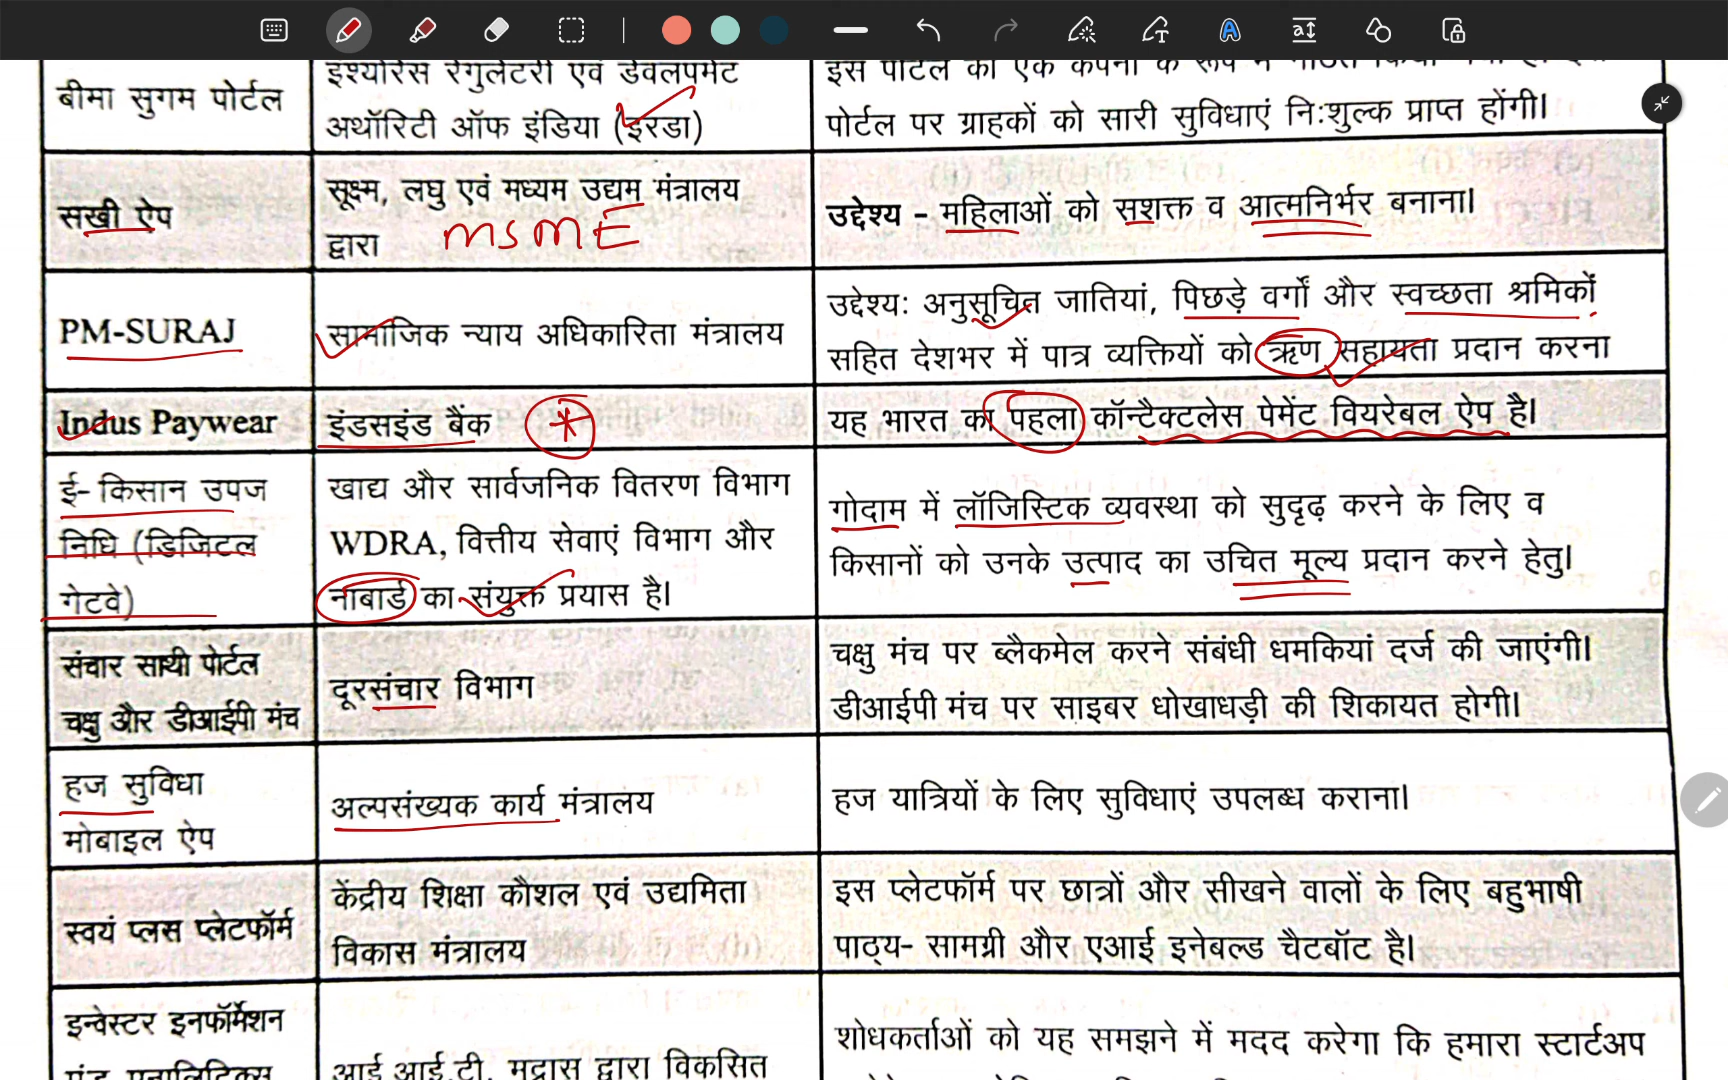 बीमा सुगम पोर्टल
इंश्योरेंस रेगुलेटरी एवं डेवलपमेंट
अथॉरिटी ऑफ इंडिया (इरडा)
इस पोर्टल को एक कंपनी के रूप में
पोर्टल पर ग्राहकों को सारी सुविधाएं नि:शुल्क प्राप्त होंगी।
सखी ऐप
सूक्ष्म, लघु एवं मध्यम उद्यम मंत्रालय
द्वारा MSME
उद्देश्य - महिलाओं को सशक्त व आत्मनिर्भर बनाना।
PM-SURAJ
सामाजिक न्याय अधिकारिता मंत्रालय
उद्देश्य: अनुसूचित जातियां, पिछड़े वर्गों और स्वच्छता श्रमिकों
सहित देशभर में पात्र व्यक्तियों को ऋण सहायता प्रदान करना
Indus Paywear
इंडसइंड बैंक *
यह भारत का पहला कॉन्टैक्टलेस पेमेंट वियरेबल ऐप है।
ई- किसान उपज
निधि (डिजिटल
गेटवे)
खाद्य और सार्वजनिक वितरण विभाग
WDRA, वित्तीय सेवाएं विभाग और
नाबार्ड का संयुक्त प्रयास है।
गोदाम में लॉजिस्टिक व्यवस्था को सुदृढ़ करने के लिए व
किसानों को उनके उत्पाद का उचित मूल्य प्रदान करने हेतु।
संचार साथी पोर्टल
चक्षु और डीआईपी मंच
दूरसंचार विभाग
चक्षु मंच पर ब्लैकमेल करने संबंधी धमकियां दर्ज की जाएंगी।
डीआईपी मंच पर साइबर धोखाधड़ी की शिकायत होगी।
हज सुविधा
मोबाइल ऐप
अल्पसंख्यक कार्य मंत्रालय
हज यात्रियों के लिए सुविधाएं उपलब्ध कराना।
स्वयं प्लस प्लेटफॉर्म
केंद्रीय शिक्षा कौशल एवं उद्यमिता
विकास मंत्रालय
इस प्लेटफॉर्म पर छात्रों और सीखने वालों के लिए बहुभाषी
पाठ्य- सामग्री और एआई इनेबल्ड चैटबॉट है।
इन्वेस्टर इनफॉर्मेशन
एंड एनालिटिक्स
आई.आई.टी. मद्रास द्वारा विकसित
शोधकर्ताओं को यह समझने में मदद करेगा कि हमारा स्टार्टअप